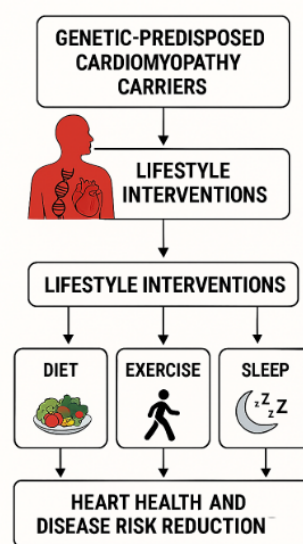 GENETIC-PREDISPOSED
CARDIOMYOPATHY
CARRIERS
LIFESTYLE
INTERVENTIONS
LIFESTYLE INTERVENTIONS
DIET
EXERCISE
SLEEP
z z Z
HEART HEALTH AND
DISEASE RISK REDUCTION